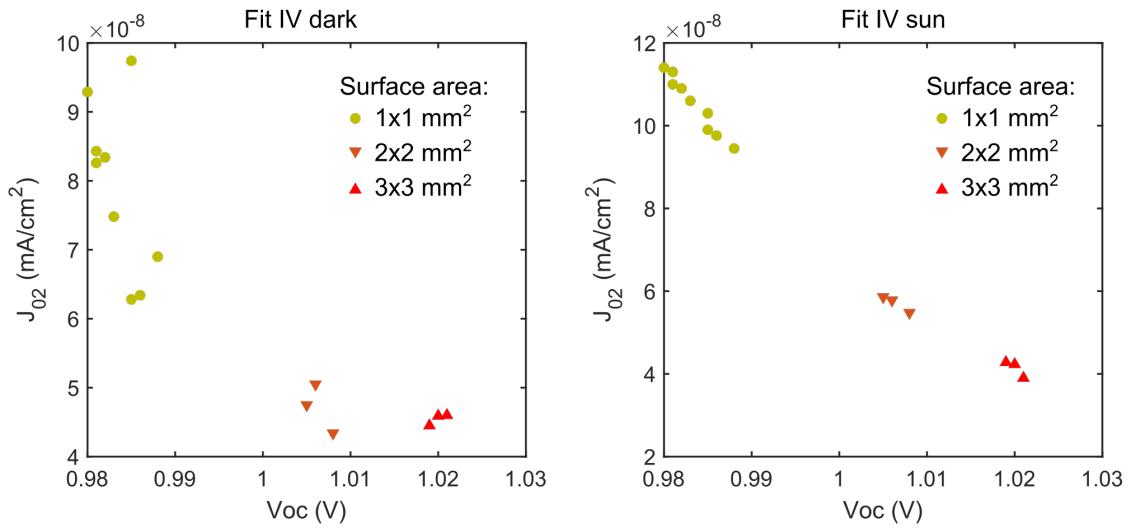 Fit IV dark
×10⁻⁸
10
9
8
7
6
5
4
J₀₂ (mA/cm²)
Surface area:
1x1 mm²
2x2 mm²
3x3 mm²
0.98 0.99 1 1.01 1.02 1.03
Voc (V)
Fit IV sun
×10⁻⁸
12
10
8
6
4
2
J₀₂ (mA/cm²)
Surface area:
1x1 mm²
2x2 mm²
3x3 mm²
0.98 0.99 1 1.01 1.02 1.03
Voc (V)